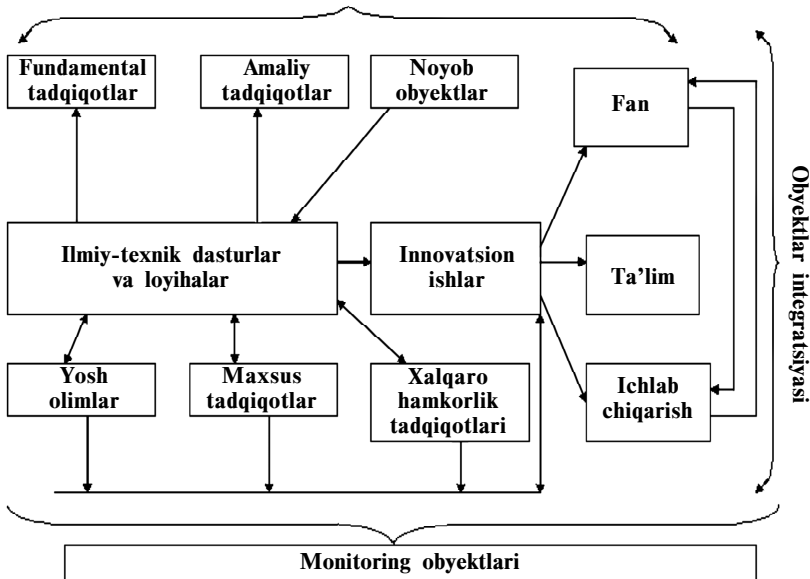 Fundamental
tadqiqotlar
Amaliy
tadqiqotlar
Noyob
obyektlar
Fan
Ilmiy-texnik dasturlar
va loyihalar
Innovatsion
ishlar
Ta’lim
Yosh
olimlar
Maxsus
tadqiqotlar
Xalqaro
hamkorlik
tadqiqotlari
Ichlab
chiqarish
Obyektlar integratsiyasi
Monitoring obyektlari